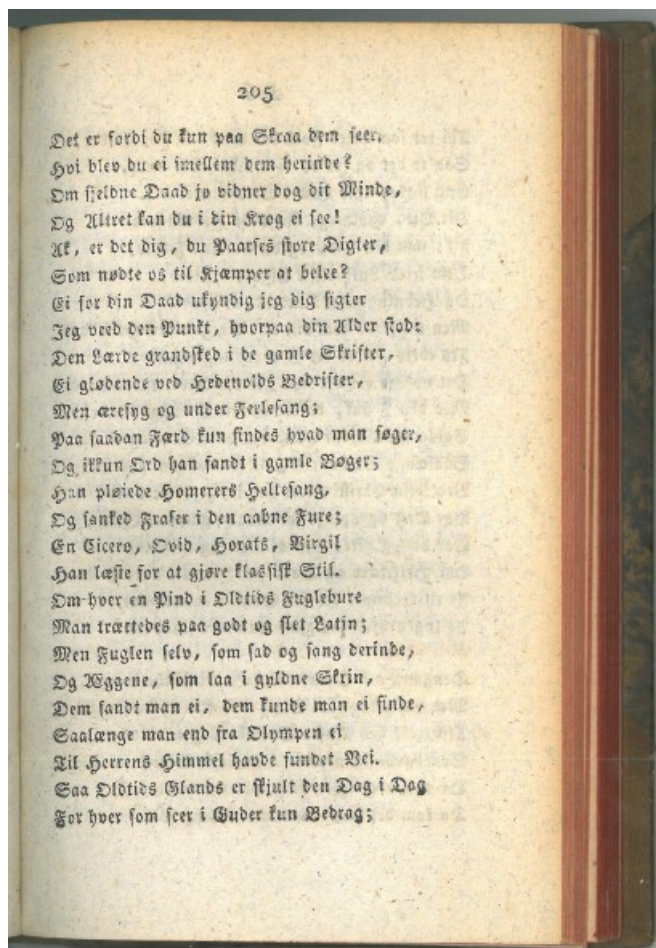 205
Det er fordi du kun paa Skraa dem seer.
Hvi blev du ei imellem dem herinde?
Om sjeldne Daad jo vidner dog dit Minde,
Og Altret kan du i din Krog ei see!
Ak, er det dig, du Paarses store Digter,
Som nødte os til Kjæmper at belee?
Ei for din Daad ukyndig jeg dig sigter
Jeg veed den Punkt, hvorpaa din Alder stod:
Den Lærde grandsked i de gamle Skrifter,
Ei glødende ved Hedenolds Bedrifter,
Men æresyg og under Ferlesang;
Paa saadan Færd kun findes hvad man søger,
Og ikkun Ord han fandt i gamle Bøger;
Han pløiede Homerers Heltesang,
Og sanked Fraser i den aabne Fure;
En Cicero, Ovid, Horats, Virgil
Han læste for at gjøre klassisk Stil.
Om hver en Pind i Oldtids Fuglebure
Man trættedes paa godt og slet Latin;
Men Fuglen selv, som sad og sang derinde,
Og Æggene, som laa i gyldne Skrin,
Dem fandt man ei, dem kunde man ei finde,
Saalænge man end fra Olympen ei
Til Herrens Himmel havde fundet Vei.
Saa Oldtids Glands er skjult den Dag i Dag
For hver som seer i Guder kun Bedrag;